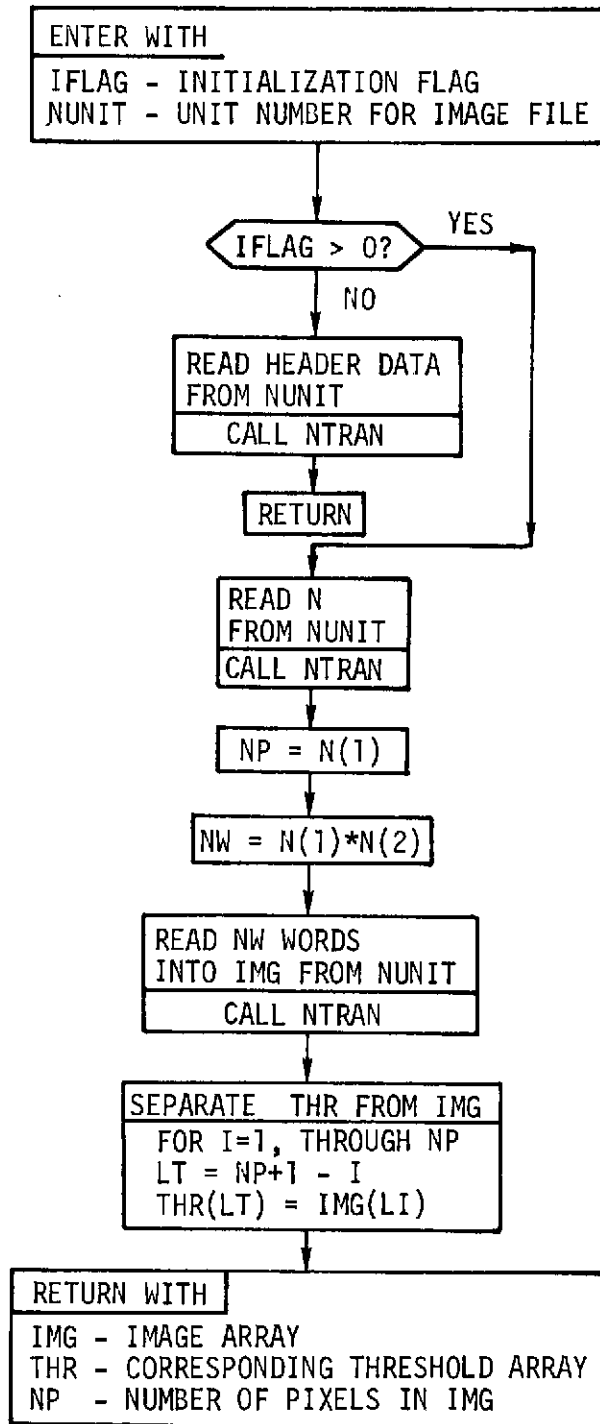 ENTER WITH
IFLAG - INITIALIZATION FLAG
NUNIT - UNIT NUMBER FOR IMAGE FILE
IFLAG > 0?
YES
NO
READ HEADER DATA
FROM NUNIT
CALL NTRAN
RETURN
READ N
FROM NUNIT
CALL NTRAN
NP = N(1)
NW = N(1)*N(2)
READ NW WORDS
INTO IMG FROM NUNIT
CALL NTRAN
SEPARATE THR FROM IMG
FOR I=1, THROUGH NP
LT = NP+1 - I
THR(LT) = IMG(LI)
RETURN WITH
IMG - IMAGE ARRAY
THR - CORRESPONDING THRESHOLD ARRAY
NP - NUMBER OF PIXELS IN IMG